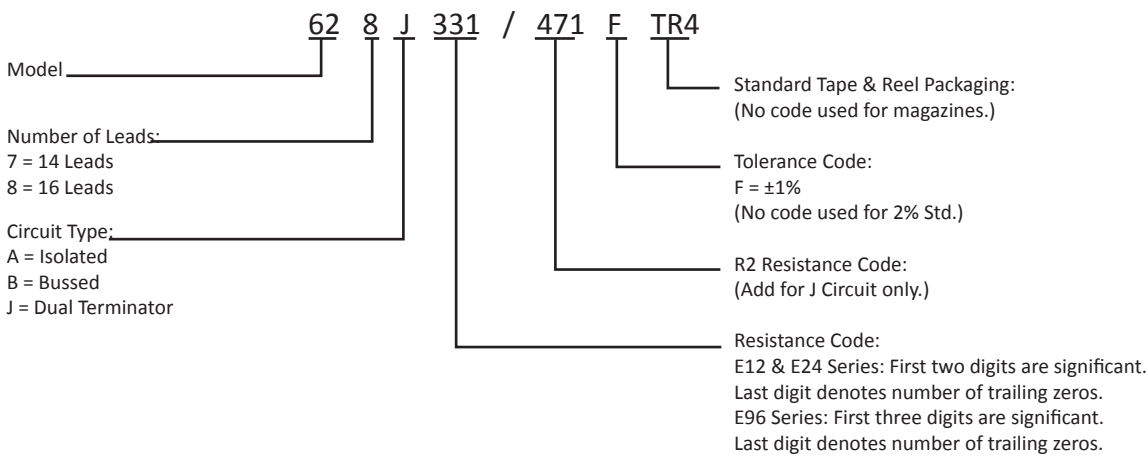 62 8 J 331 / 471 F TR4
Model
Number of Leads:
7 = 14 Leads
8 = 16 Leads
Circuit Type:
A = Isolated
B = Bussed
J = Dual Terminator
Standard Tape & Reel Packaging:
(No code used for magazines.)
Tolerance Code:
F = ±1%
(No code used for 2% Std.)
R2 Resistance Code:
(Add for J Circuit only.)
Resistance Code:
E12 & E24 Series: First two digits are significant.
Last digit denotes number of trailing zeros.
E96 Series: First three digits are significant.
Last digit denotes number of trailing zeros.